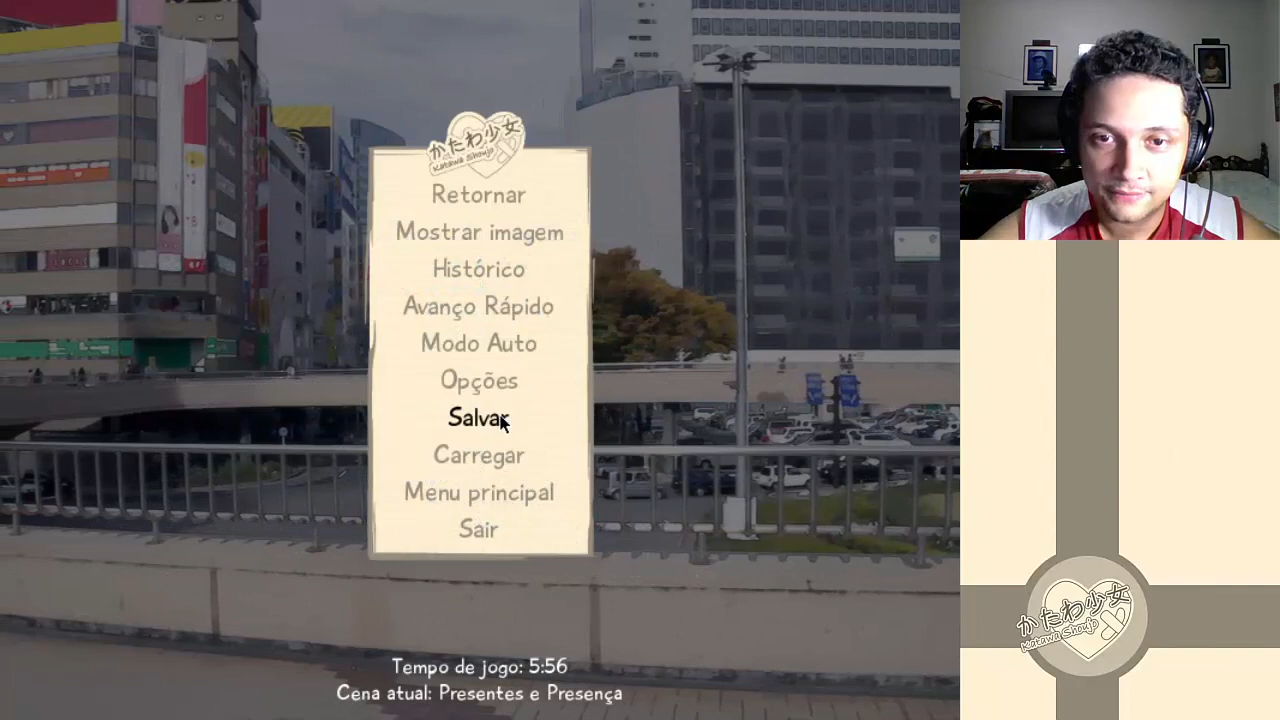 かたわ少女
Katawa Shoujo
Retornar
Mostrar imagem
Histórico
Avanço Rápido
Modo Auto
Opções
Salvar
Carregar
Menu principal
Sair
Tempo de jogo: 5:56
Cena atual: Presentes e Presença
かたわ少女
Katawa Shoujo